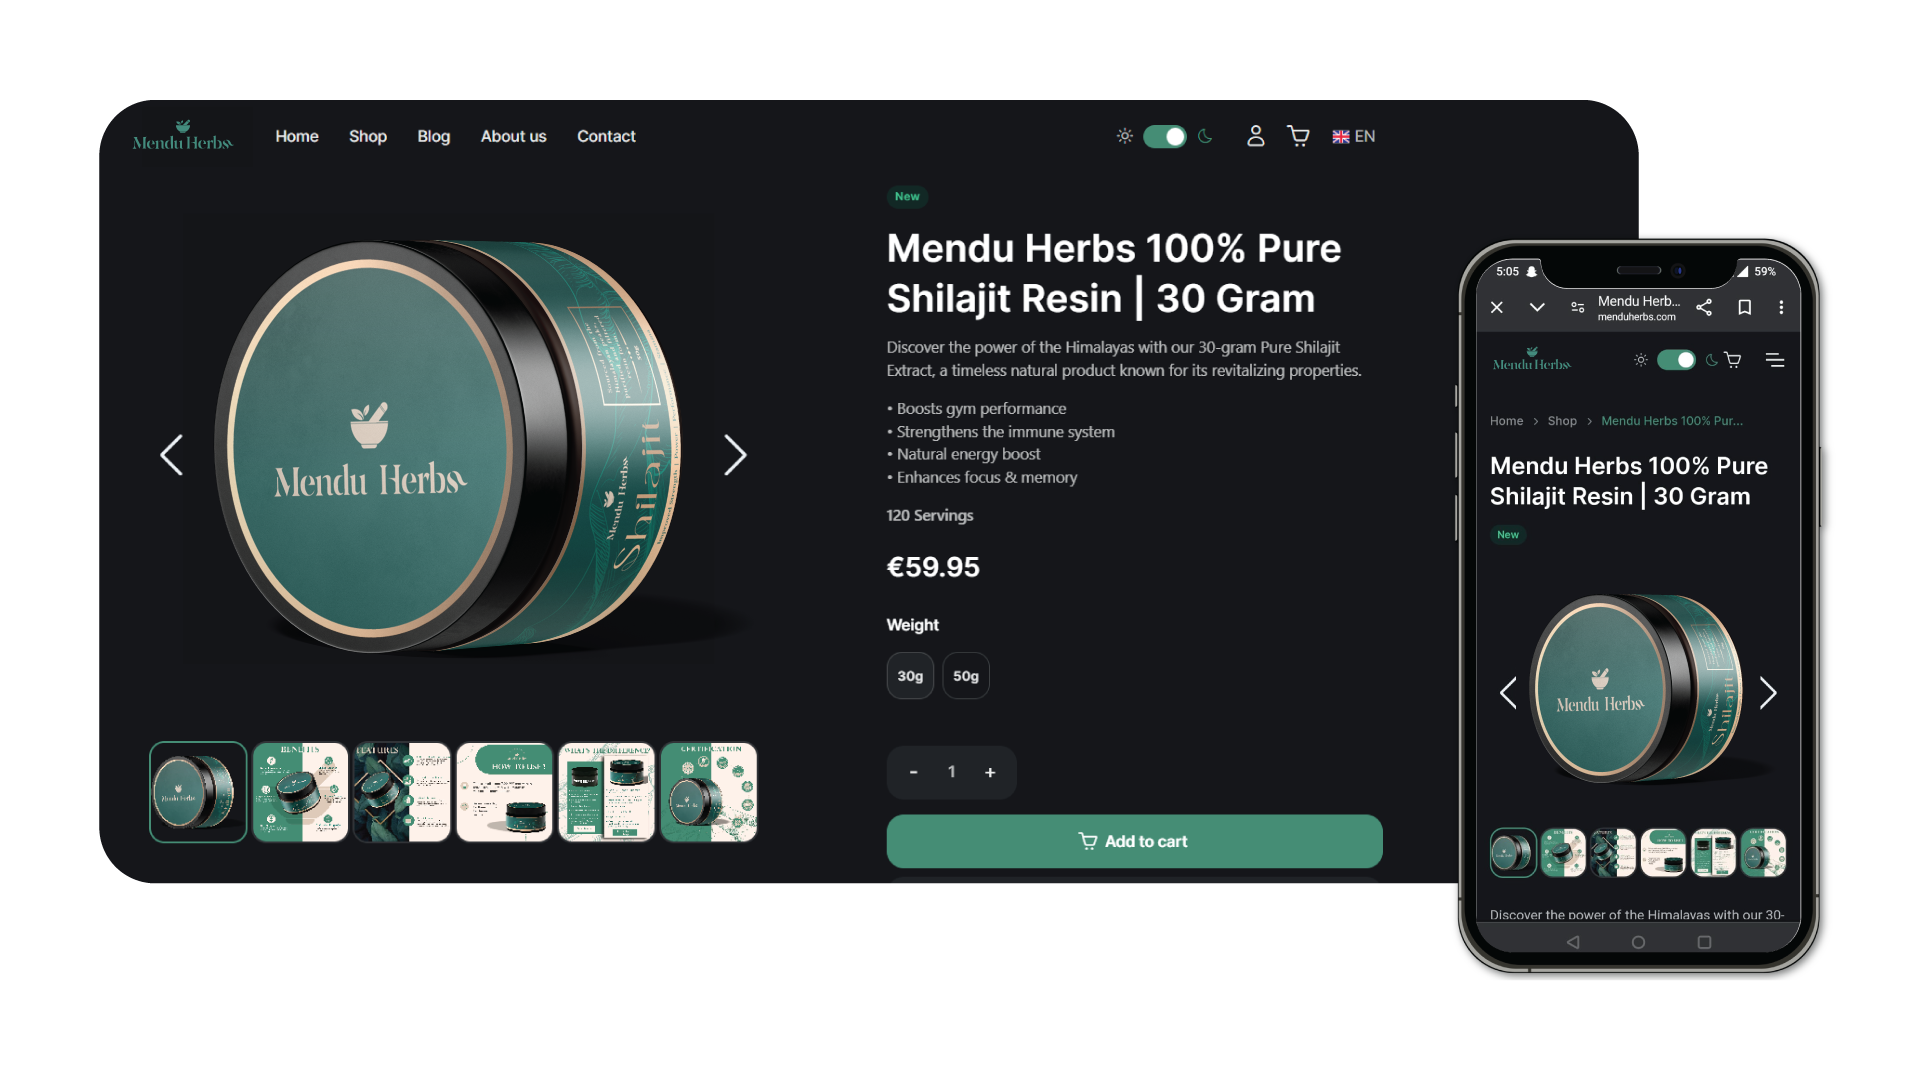 Mendu Herbs
Home Shop Blog About us Contact
EN
New
Mendu Herbs 100% Pure
Shilajit Resin | 30 Gram
Discover the power of the Himalayas with our 30-gram Pure Shilajit
Extract, a timeless natural product known for its revitalizing properties.
• Boosts gym performance
• Strengthens the immune system
• Natural energy boost
• Enhances focus & memory
120 Servings
€59.95
Weight
30g 50g
- 1 +
Add to cart
Mendu Herbs
Mendu Herbs
Shilajit
BENEFITS
FEATURES
HOW TO USE?
WHAT'S THE DIFFERENCE?
CERTIFICATION
5:05 59%
Mendu Herb...
menduherbs.com
Mendu Herbs
Home > Shop > Mendu Herbs 100% Pur...
Mendu Herbs 100% Pure
Shilajit Resin | 30 Gram
New
Mendu Herbs
Mendu Herbs
Shilajit
Discover the power of the Himalayas with our 30-